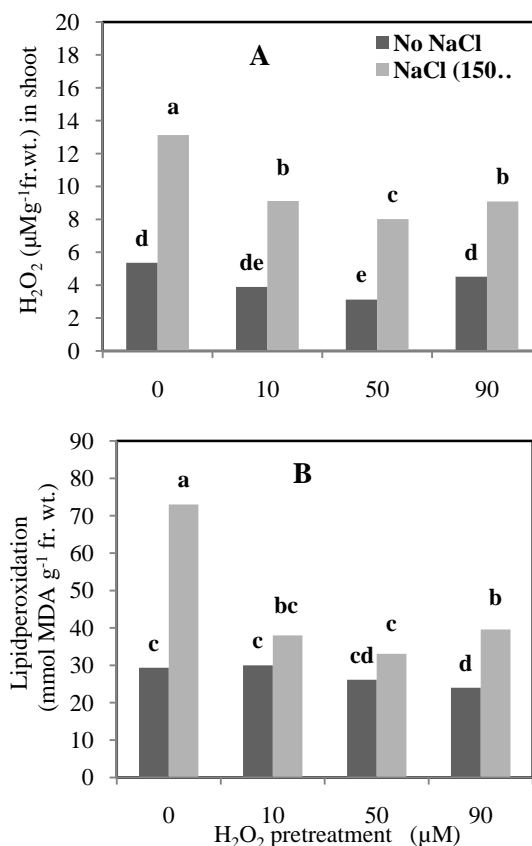 A
No NaCl
NaCl (150..
H₂O₂ (µMg⁻¹fr.wt.) in shoot
20
18
16
14
12
10
8
6
4
2
0
a
b
c
b
d
de
e
d
0 10 50 90
B
Lipidperoxidation
(mmol MDA g⁻¹ fr. wt.)
90
80
70
60
50
40
30
20
10
0
a
bc
c
b
c
c
cd
d
0 10 50 90
H₂O₂ pretreatment (µM)